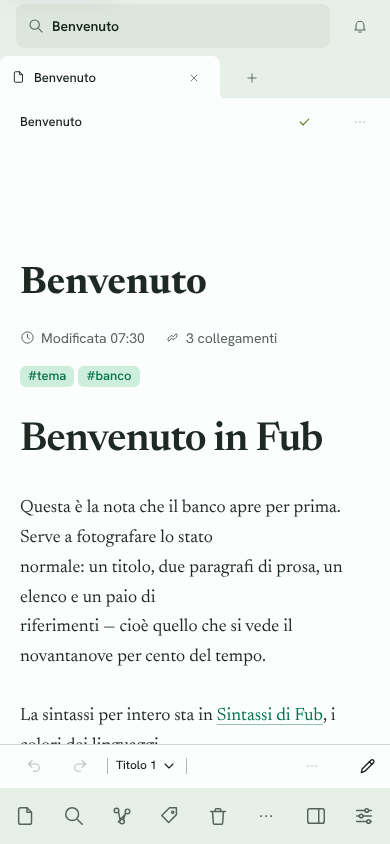 Benvenuto
Benvenuto
Benvenuto
Benvenuto
Modificata 07:30 3 collegamenti
#tema #banco
Benvenuto in Fub
Questa è la nota che il banco apre per prima.
Serve a fotografare lo stato
normale: un titolo, due paragrafi di prosa, un
elenco e un paio di
riferimenti — cioè quello che si vede il
novantanove per cento del tempo.
La sintassi per intero sta in Sintassi di Fub, i
colori dei linguaggi
Titolo 1